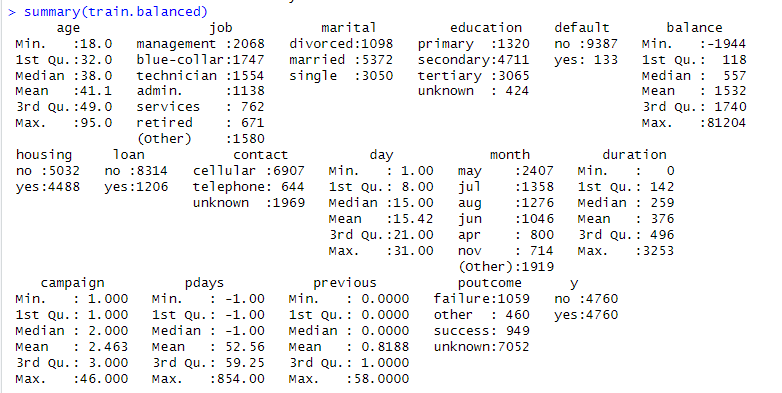 > summary(train.balanced)
age job marital education default balance
Min. :18.0 management :2068 divorced:1098 primary :1320 no :9387 Min. :-1944
1st Qu.:32.0 blue-collar:1747 married :5372 secondary:4711 yes: 133 1st Qu.: 118
Median :38.0 technician :1554 single :3050 tertiary :3065 Median : 557
Mean :41.1 admin. :1138 unknown : 424 Mean : 1532
3rd Qu.:49.0 services : 762 3rd Qu.: 1740
Max. :95.0 retired : 671 Max. :81204
(Other) :1580
housing loan contact day month duration
no :5032 no :8314 cellular :6907 Min. : 1.00 may :2407 Min. : 0
yes:4488 yes:1206 telephone: 644 1st Qu.: 8.00 jul :1358 1st Qu.: 142
unknown :1969 Median :15.00 aug :1276 Median : 259
Mean :15.42 jun :1046 Mean : 376
3rd Qu.:21.00 apr : 800 3rd Qu.: 496
Max. :31.00 nov : 714 Max. :3253
(Other):1919
campaign pdays previous poutcome y
Min. : 1.000 Min. : -1.00 Min. : 0.0000 failure:1059 no :4760
1st Qu.: 1.000 1st Qu.: -1.00 1st Qu.: 0.0000 other : 460 yes:4760
Median : 2.000 Median : -1.00 Median : 0.0000 success: 949
Mean : 2.463 Mean : 52.56 Mean : 0.8188 unknown:7052
3rd Qu.: 3.000 3rd Qu.: 59.25 3rd Qu.: 1.0000
Max. :46.000 Max. :854.00 Max. :58.0000